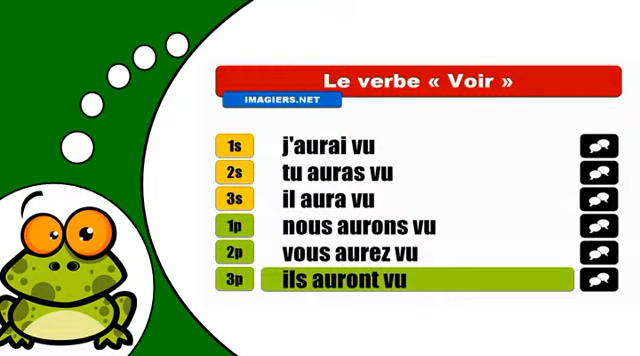 Le verbe « Voir »
IMAGIERS.NET
1s j'aurai vu
2s tu auras vu
3s il aura vu
1p nous aurons vu
2p vous aurez vu
3p ils auront vu